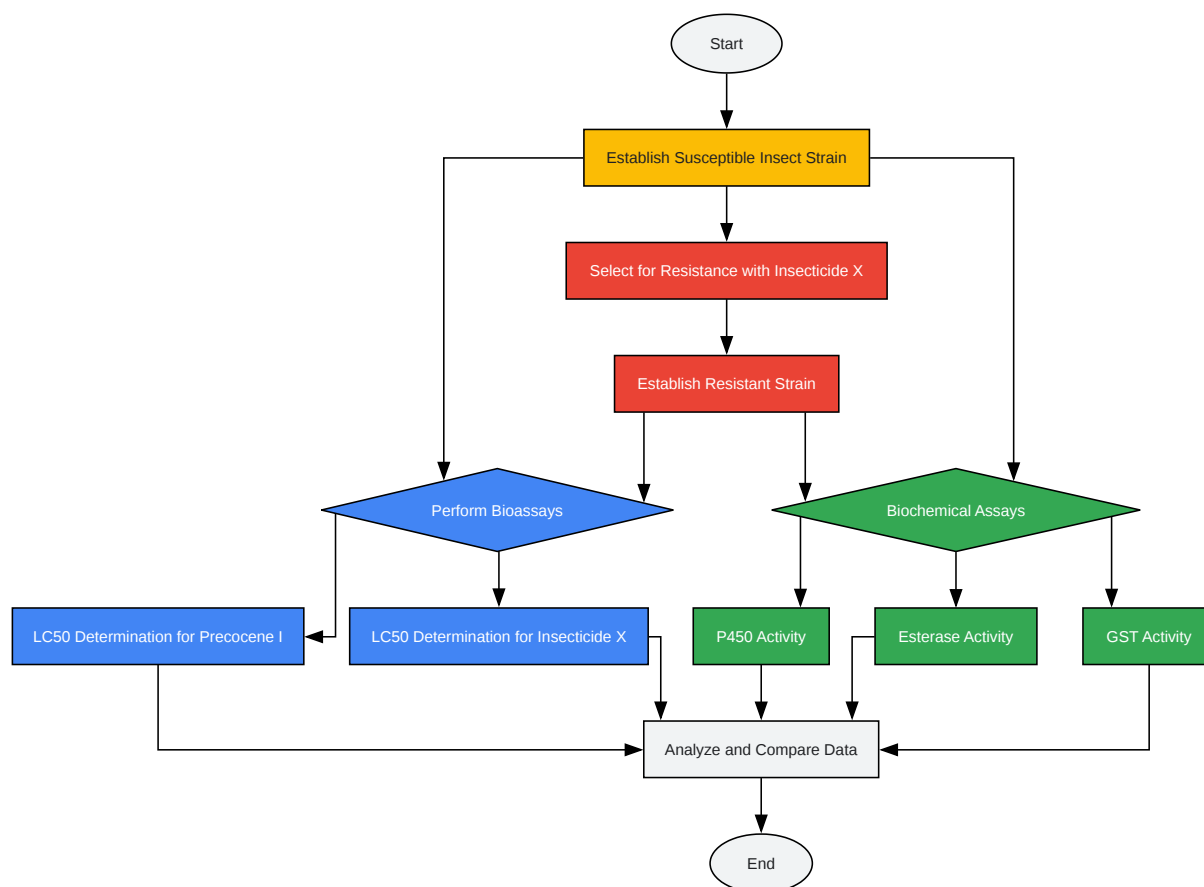 Start
Establish Susceptible Insect Strain
Select for Resistance with Insecticide X
Establish Resistant Strain
Perform Bioassays
Biochemical Assays
LC50 Determination for Precocene I
LC50 Determination for Insecticide X
P450 Activity
Esterase Activity
GST Activity
Analyze and Compare Data
End